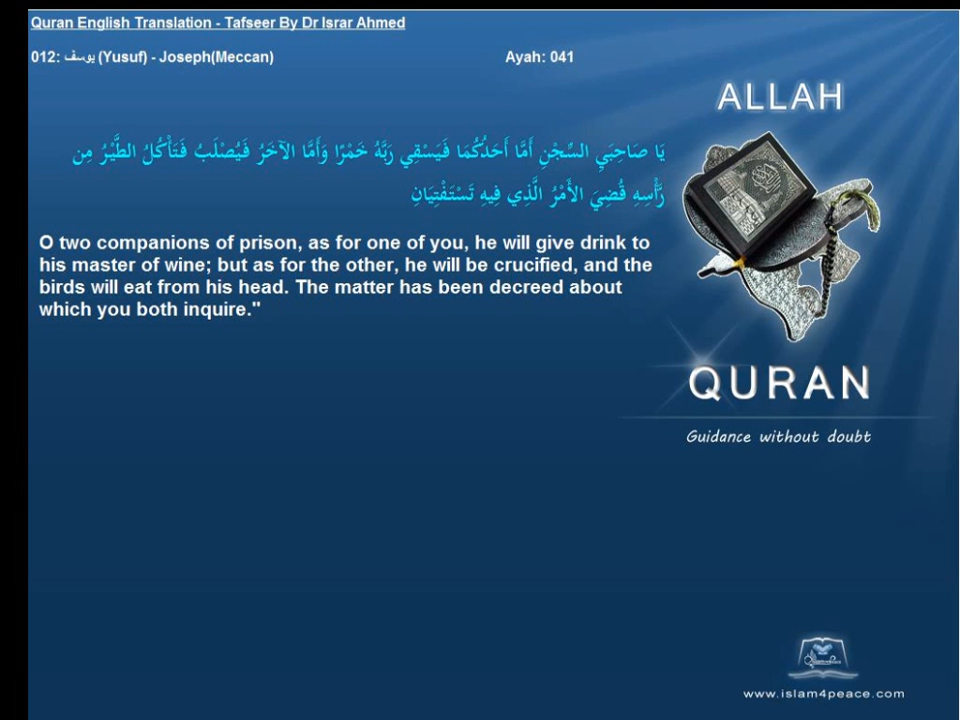 Quran English Translation - Tafseer By Dr Israr Ahmed
012: يوسف (Yusuf) - Joseph(Meccan) Ayah: 041
ALLAH
يَا صَاحِبَيِ السِّجْنِ أَمَّا أَحَدُكُمَا فَيَسْقِي رَبَّهُ خَمْرًا وَأَمَّا الآخَرُ فَيُصْلَبُ فَتَأْكُلُ الطَّيْرُ مِن
رَّأْسِهِ قُضِيَ الأَمْرُ الَّذِي فِيهِ تَسْتَفْتِيَانِ
O two companions of prison, as for one of you, he will give drink to
his master of wine; but as for the other, he will be crucified, and the
birds will eat from his head. The matter has been decreed about
which you both inquire."
QURAN
Guidance without doubt
www.islam4peace.com